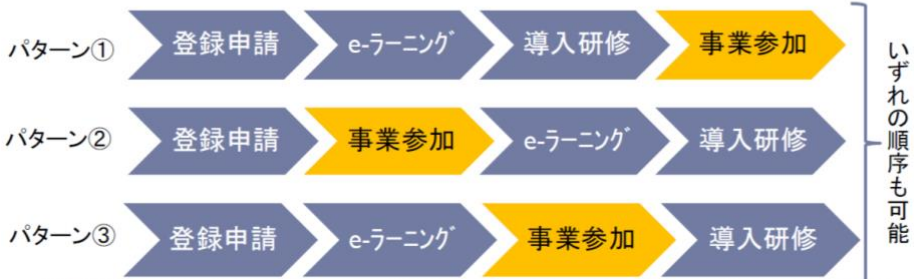 パターン① 登録申請 e-ラーニング 導入研修 事業参加
パターン② 登録申請 事業参加 e-ラーニング 導入研修
パターン③ 登録申請 e-ラーニング 事業参加 導入研修
いずれの順序も可能